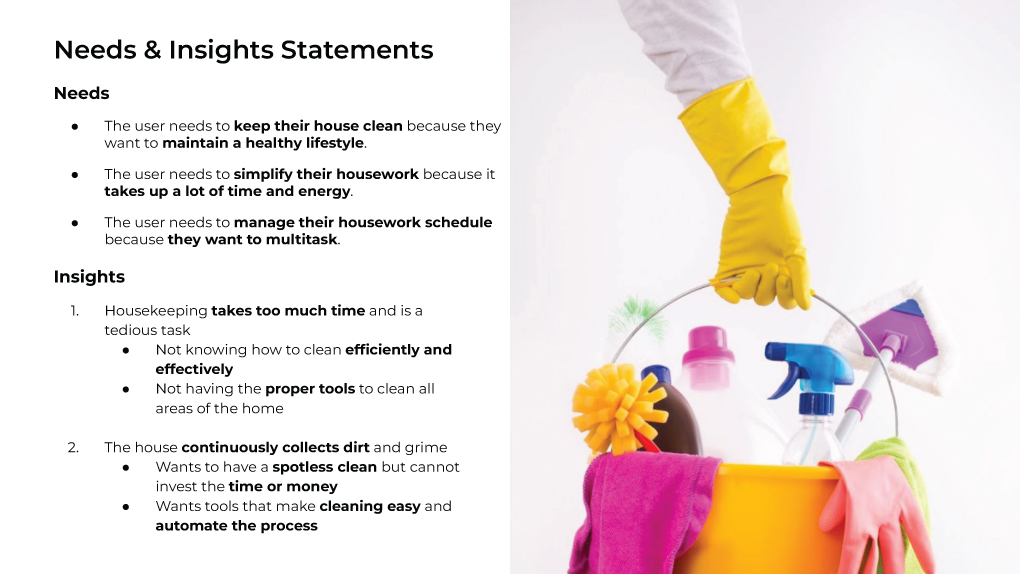 Needs & Insights Statements
Needs
● The user needs to keep their house clean because they
want to maintain a healthy lifestyle.
● The user needs to simplify their housework because it
takes up a lot of time and energy.
● The user needs to manage their housework schedule
because they want to multitask.
Insights
1. Housekeeping takes too much time and is a
tedious task
● Not knowing how to clean efficiently and
effectively
● Not having the proper tools to clean all
areas of the home
2. The house continuously collects dirt and grime
● Wants to have a spotless clean but cannot
invest the time or money
● Wants tools that make cleaning easy and
automate the process